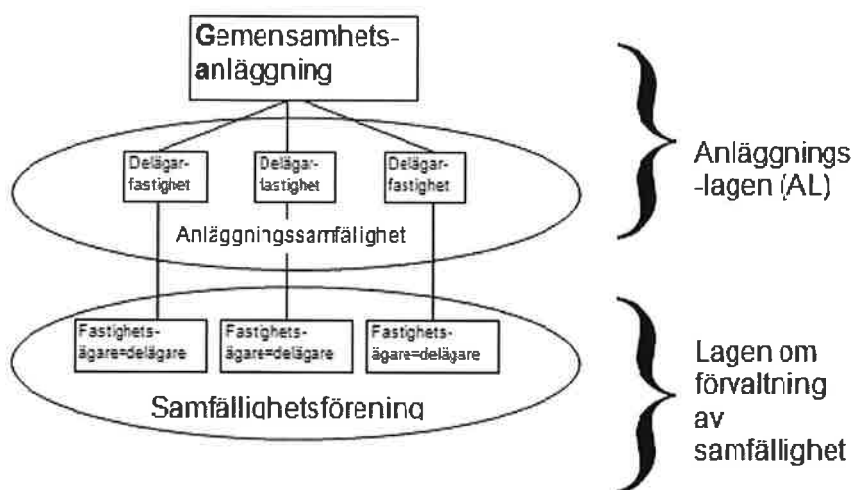 Gemensamhets-
anläggning
Delägar-
fastighet
Delägar-
fastighet
Delägar-
fastighet
Anläggningssamfälighet
Anläggnings
-lagen (AL)
Fastighets-
ägare=delägare
Fastighets-
ägare=delägare
Fastighets-
ägare=delägare
Samfällighetsförening
Lagen om
förvaltning
av
samfällighet